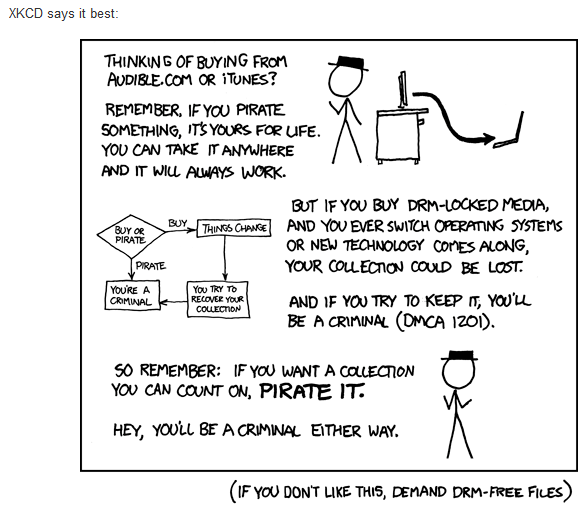 XKCD says it best:
THINKING OF BUYING FROM
AUDIBLE.COM OR iTUNES?
REMEMBER, IF YOU PIRATE
SOMETHING, IT'S YOURS FOR LIFE.
YOU CAN TAKE IT ANYWHERE
AND IT WILL ALWAYS WORK.
BUY OR
PIRATE
BUY
THINGS CHANGE
PIRATE
YOU'RE A
CRIMINAL
YOU TRY TO
RECOVER YOUR
COLLECTION
BUT IF YOU BUY DRM-LOCKED MEDIA,
AND YOU EVER SWITCH OPERATING SYSTEMS
OR NEW TECHNOLOGY COMES ALONG,
YOUR COLLECTION COULD BE LOST.
AND IF YOU TRY TO KEEP IT, YOU'LL
BE A CRIMINAL (DMCA 1201).
SO REMEMBER: IF YOU WANT A COLLECTION
YOU CAN COUNT ON, PIRATE IT.
HEY, YOU'LL BE A CRIMINAL EITHER WAY.
(IF YOU DON'T LIKE THIS, DEMAND DRM-FREE FILES)